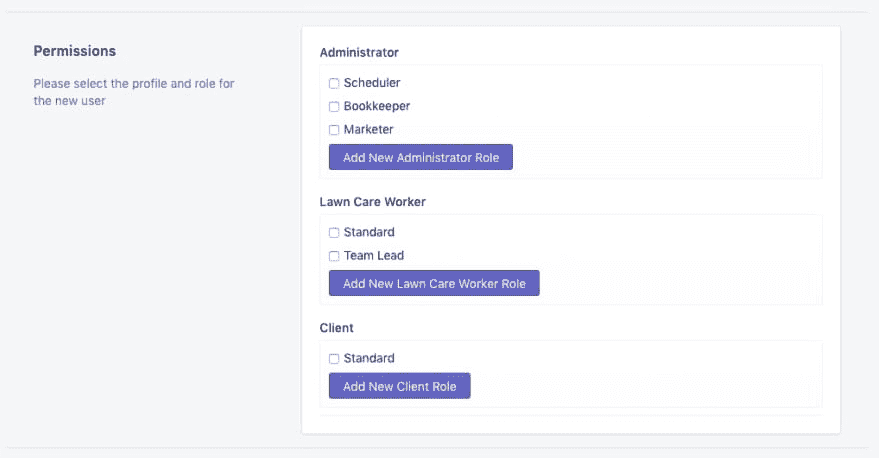 Permissions
Please select the profile and role for
the new user
Administrator
Scheduler
Bookkeeper
Marketer
Add New Administrator Role
Lawn Care Worker
Standard
Team Lead
Add New Lawn Care Worker Role
Client
Standard
Add New Client Role